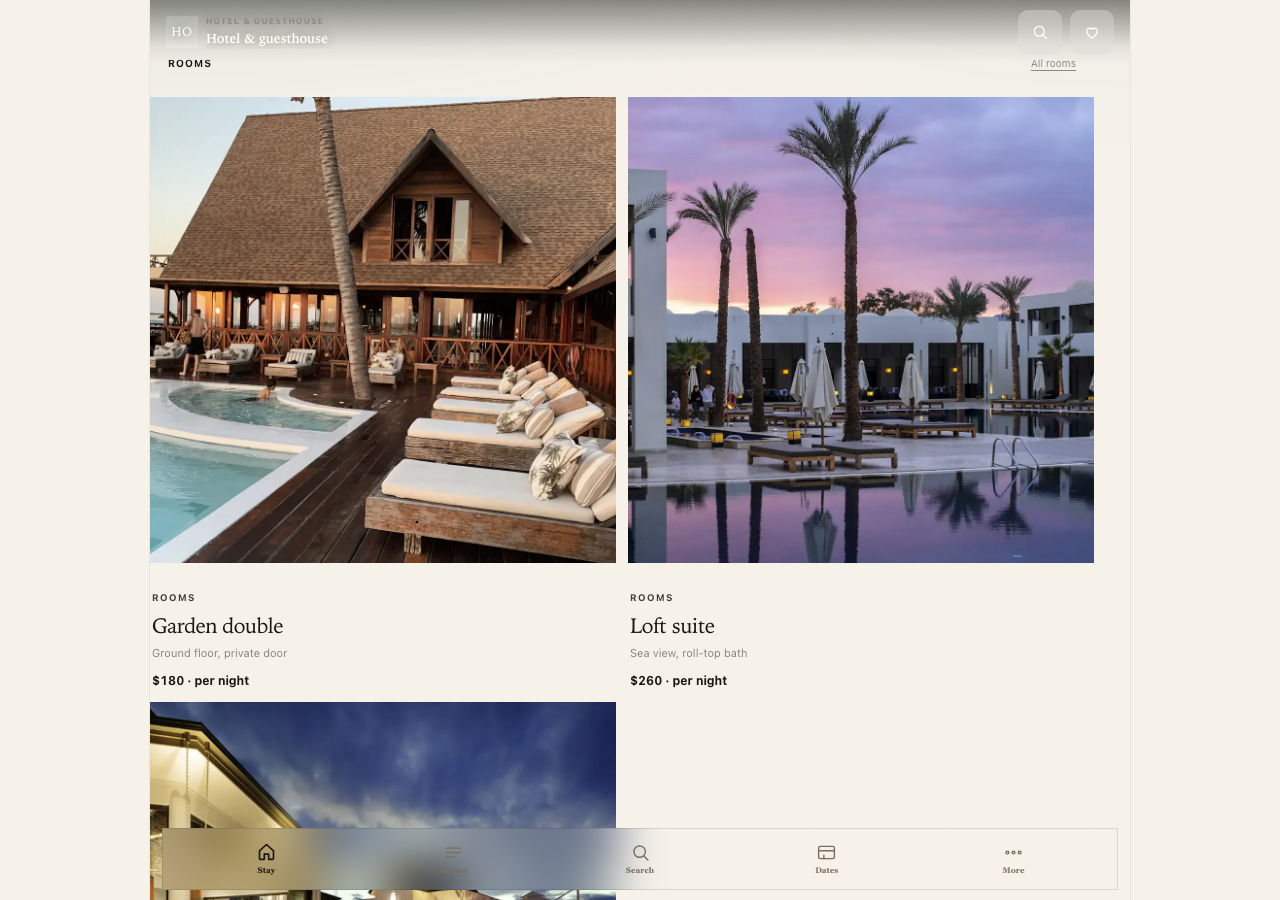 HO
HOTEL & GUESTHOUSE
Hotel & guesthouse
ROOMS
All rooms
ROOMS
Garden double
Ground floor, private door
$180 · per night
ROOMS
Loft suite
Sea view, roll-top bath
$260 · per night
Stay
Search
Dates
More